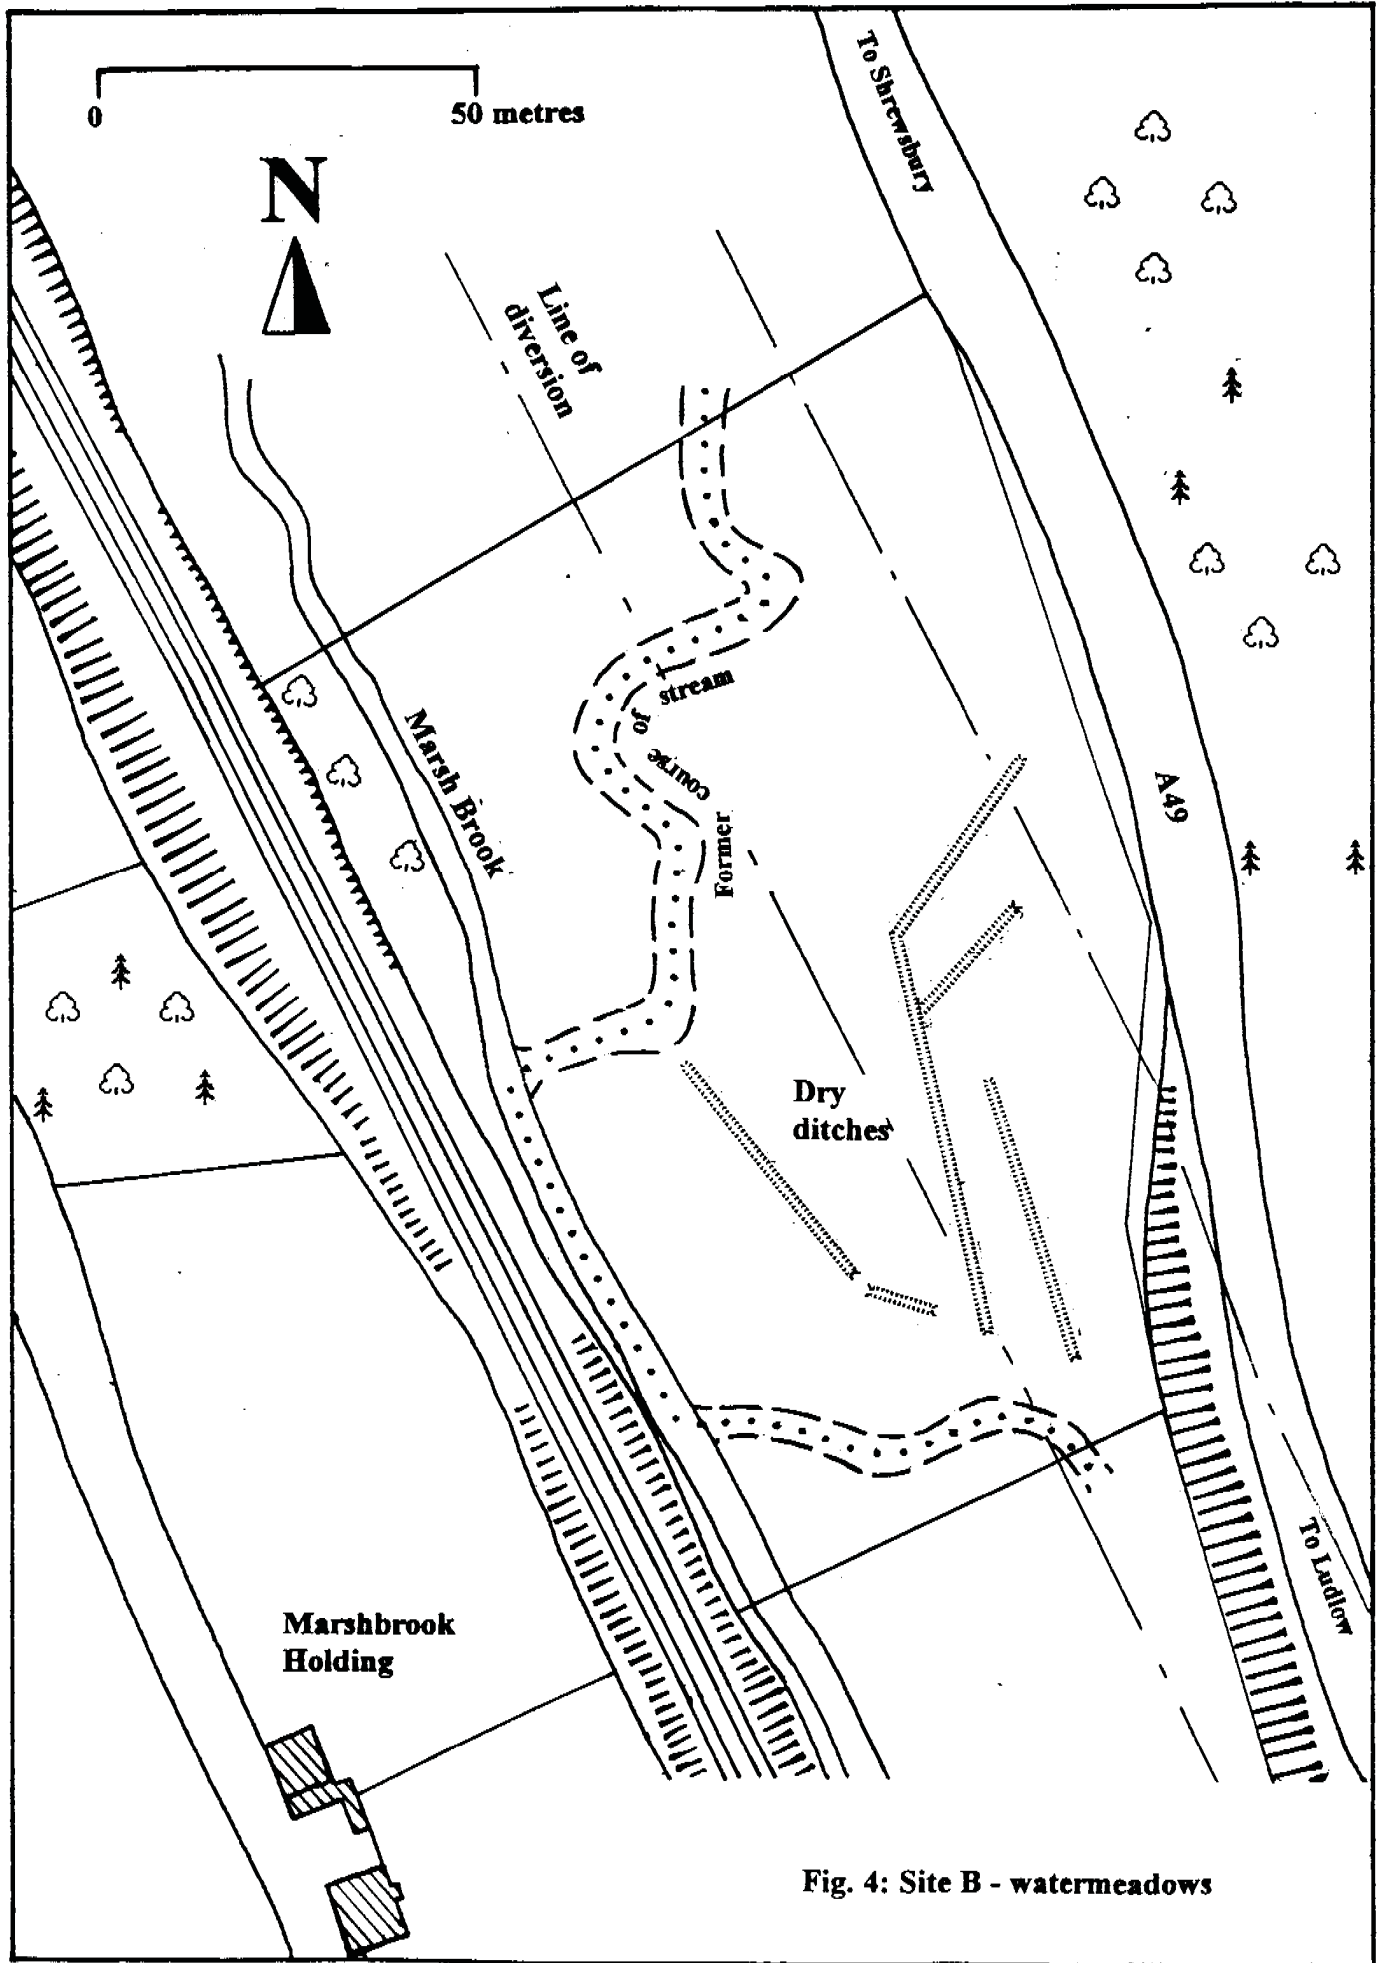 To Shrewsbury
0
50 metres
N
Line of
diversion
Former course of stream
Marsh Brook
A49
Dry
ditches
To Ludlow
Marshbrook
Holding
Fig. 4: Site B - watermeadows